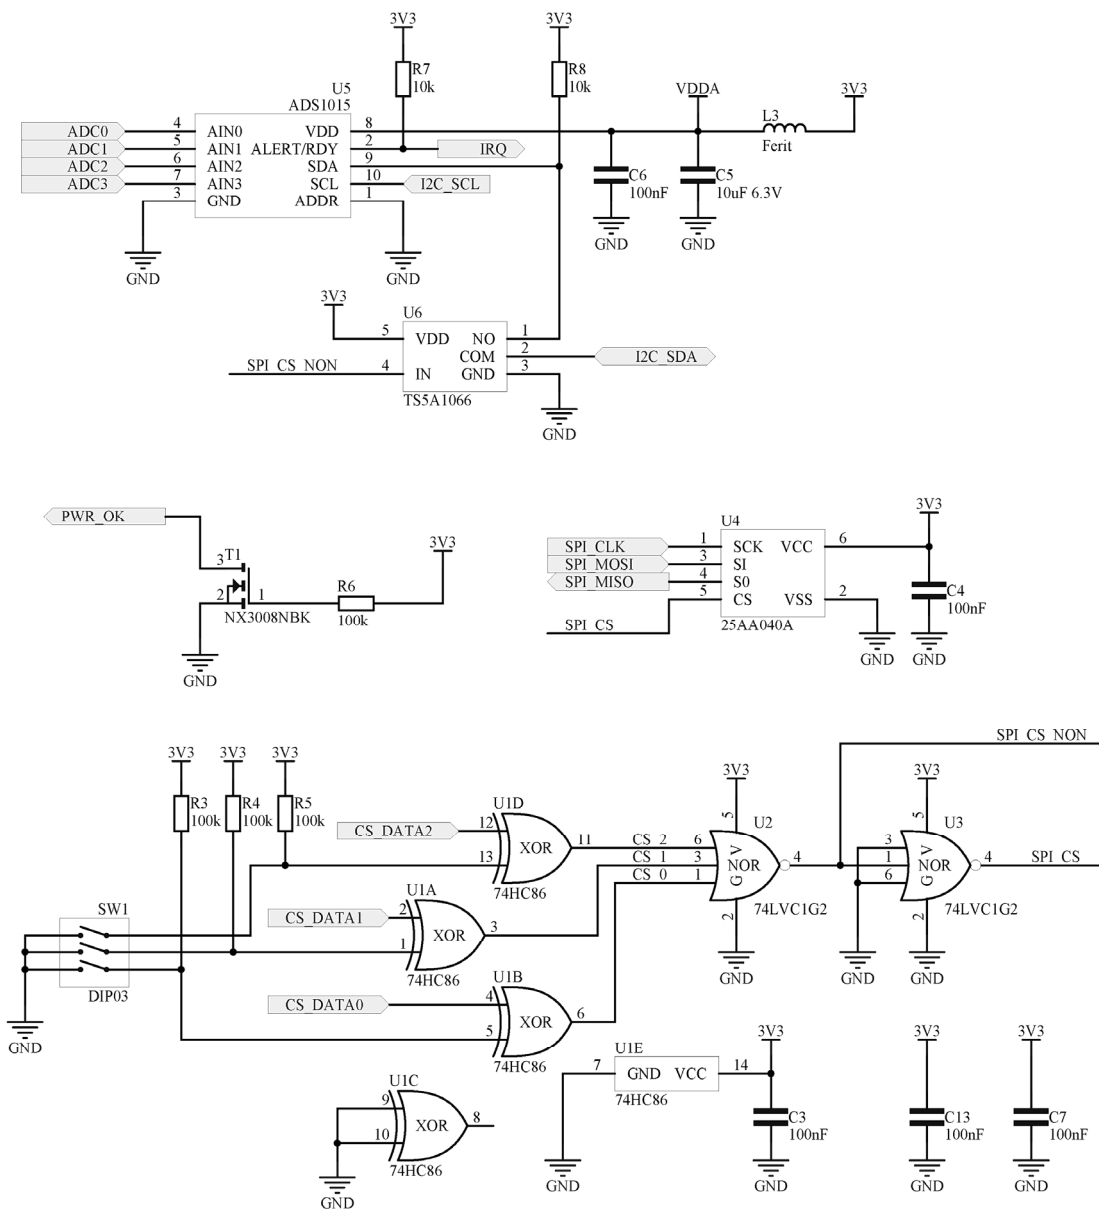 3V3 3V3
R7 10k
R8 10k
U5
ADS1015
VDDA
3V3
L3
Ferit
ADC0 4 AIN0 VDD 8
ADC1 5 AIN1 ALERT/RDY 2 IRQ
ADC2 6 AIN2 SDA 9
ADC3 7 AIN3 SCL 10 I2C_SCL
3 GND ADDR 1
C6 100nF
C5 10uF 6.3V
GND GND
GND GND
3V3
U6
5 VDD NO 1
COM 2 I2C_SDA
SPI_CS_NON 4 IN GND 3
TS5A1066
GND
PWR_OK
3 T1
2 1
NX3008NBK
R6
100k
3V3
GND
3V3
U4
SPI_CLK 1 SCK VCC 6
SPI_MOSI 3 SI
SPI_MISO 4 S0
5 CS VSS 2
SPI_CS
25AA040A
C4
100nF
GND GND
SPI_CS_NON
3V3 3V3 3V3
R3 100k
R4 100k
R5 100k
U1D
CS_DATA2 12
13
XOR 11
74HC86
U1A
CS_DATA1 2
1
XOR 3
74HC86
U1B
CS_DATA0 4
5
XOR 6
74HC86
SW1
DIP03
GND
3V3
5 U2
CS_2 6 V
CS_1 3 NOR 4
CS_0 1 G
2 74LVC1G2
GND
3V3
5 U3
3 V
1 NOR 4 SPI_CS
6 G
2 74LVC1G2
GND GND
U1C
9
10
XOR 8
74HC86
GND
U1E
7 GND VCC 14
74HC86
GND
3V3
C3
100nF
GND
3V3
C13
100nF
GND
3V3
C7
100nF
GND